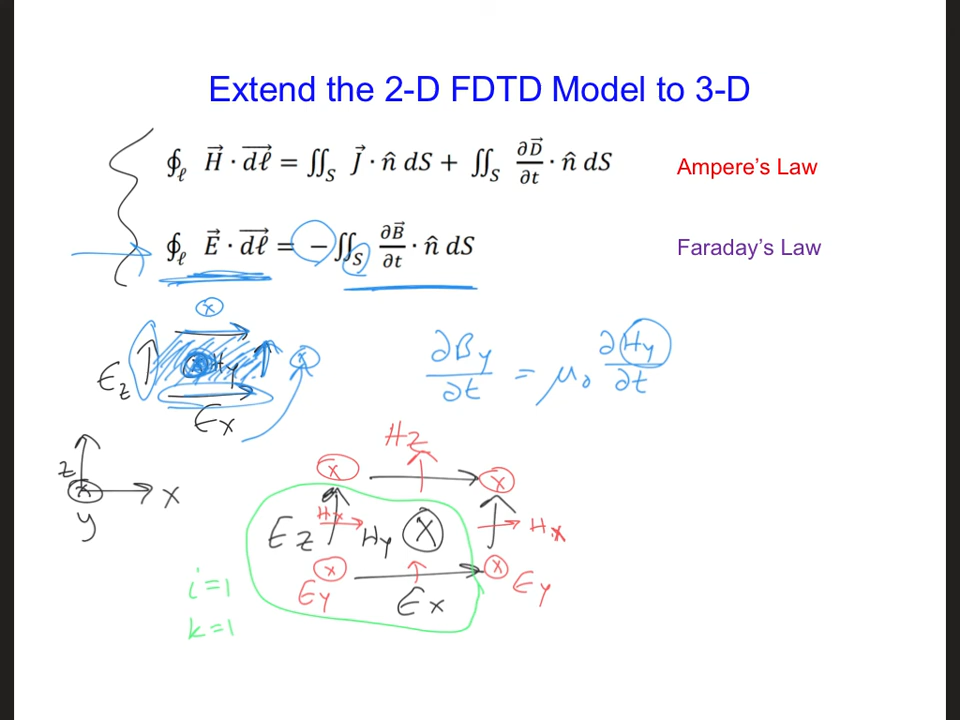 Extend the 2-D FDTD Model to 3-D
∮ℓ H⃗ · dℓ⃗ = ∬S J⃗ · n̂ dS + ∬S ∂D⃗/∂t · n̂ dS
Ampere's Law
∮ℓ E⃗ · dℓ⃗ = − ∬S ∂B⃗/∂t · n̂ dS
Faraday's Law
x
Ez Hy
Ex
∂By/∂t = μ₀ ∂Hy/∂t
Hz
z x x x
x
y
Hx
Ez Hy X Hx
x x
Ey Ex Ey
i=1
k=1